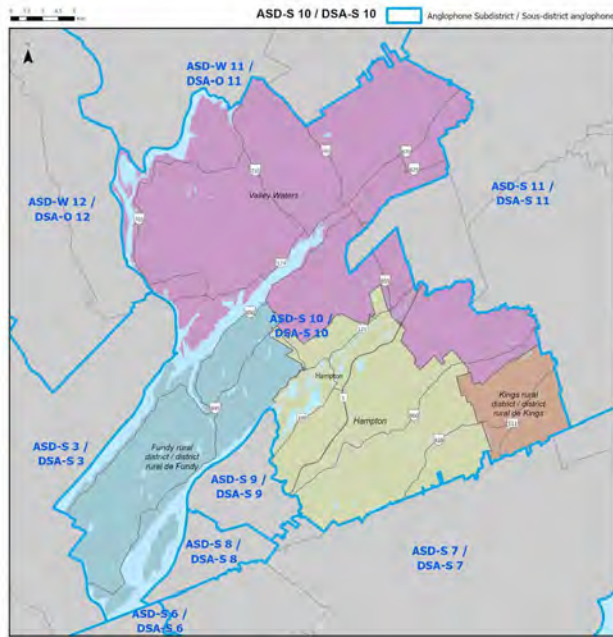 ASD-S 10 / DSA-S 10
Anglophone Subdistrict / Sous-district anglophone
ASD-W 11 /
DSA-O 11
ASD-W 12 /
DSA-O 12
ASD-S 11 /
DSA-S 11
Valley Waters
ASD-S 10 /
DSA-S 10
Hampton
Hampton
Kings rural
district / district
rural de Kings
Fundy rural
district / district
rural de Fundy
ASD-S 3 /
DSA-S 3
ASD-S 9 /
DSA-S 9
ASD-S 8 /
DSA-S 8
ASD-S 7 /
DSA-S 7
ASD-S 6 /
DSA-S 6